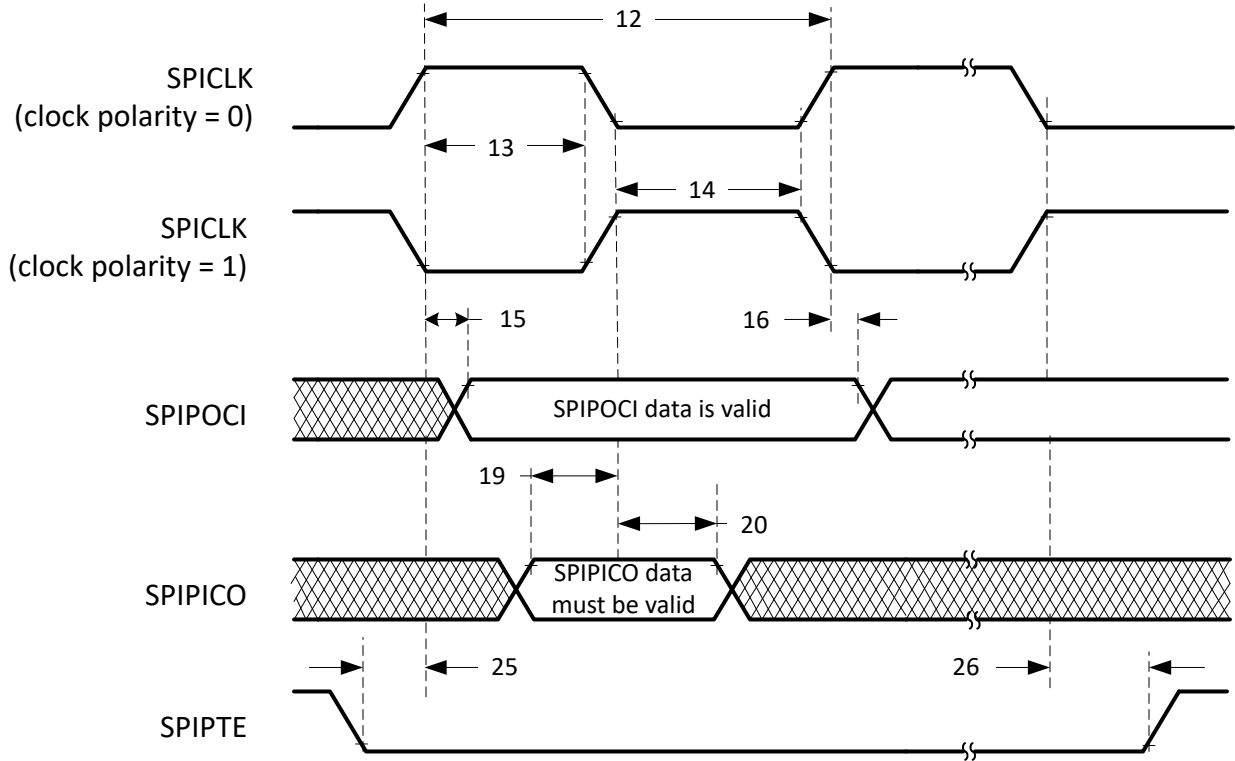 12
SPICLK
(clock polarity = 0)
13
14
SPICLK
(clock polarity = 1)
15
16
SPIPOCI
SPIPOCI data is valid
19
20
SPIPICO
SPIPICO data
must be valid
25
26
SPIPTE